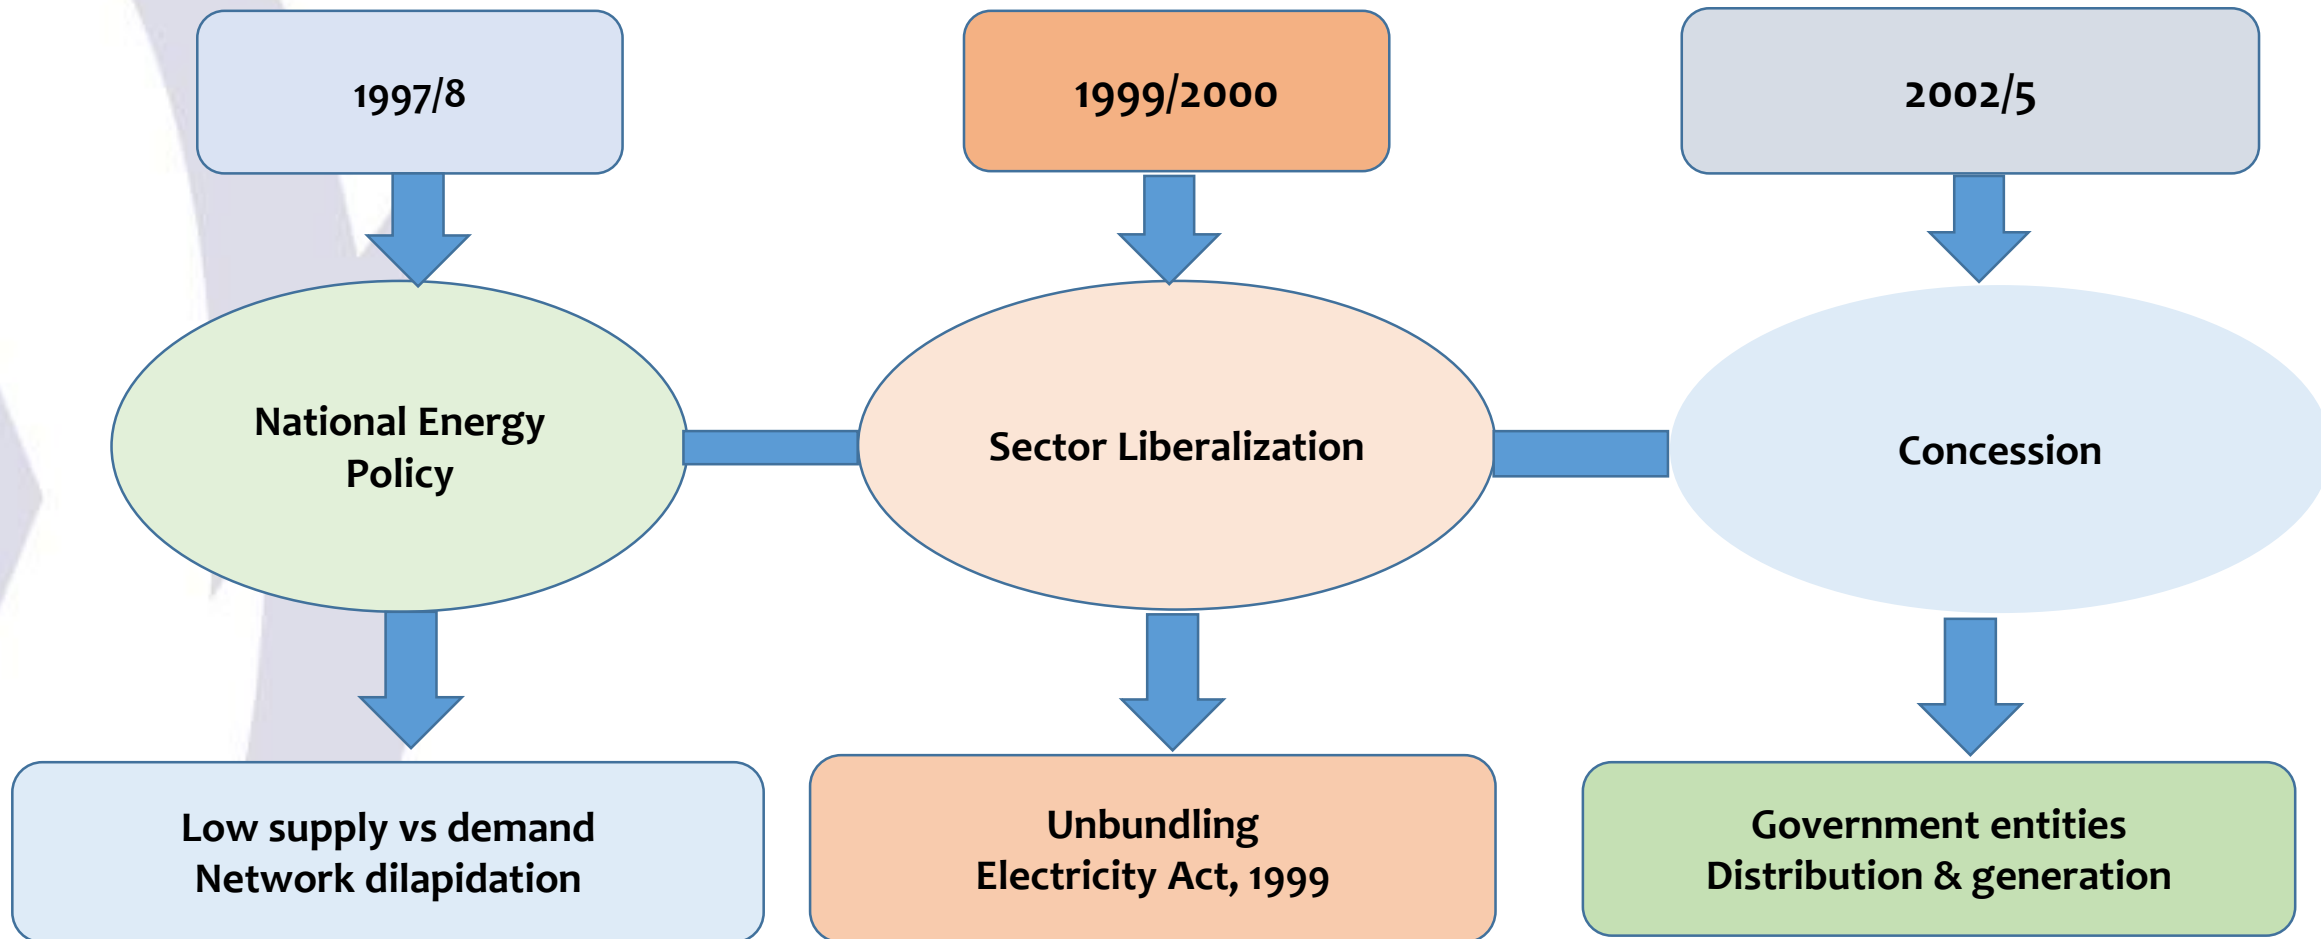 1997/8
1999/2000
2002/5
National Energy
Policy
Sector Liberalization
Concession
Low supply vs demand
Network dilapidation
Unbundling
Electricity Act, 1999
Government entities
Distribution & generation